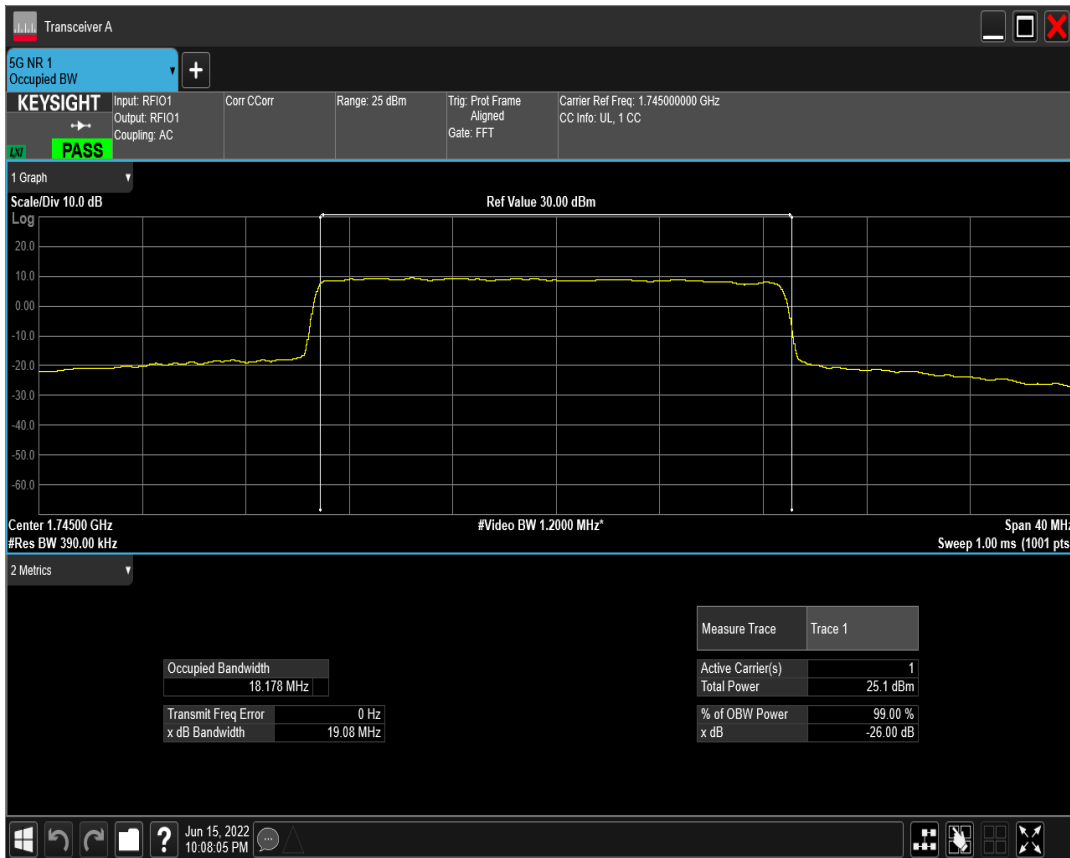 Transceiver A
5G NR 1
Occupied BW
+
KEYSIGHT
LXI
PASS
Input: RFIO1
Output: RFIO1
Coupling: AC
Corr CCorr
Range: 25 dBm
Trig: Prot Frame
Aligned
Gate: FFT
Carrier Ref Freq: 1.745000000 GHz
CC Info: UL, 1 CC
1 Graph
Scale/Div 10.0 dB
Ref Value 30.00 dBm
Log
20.0
10.0
0.00
-10.0
-20.0
-30.0
-40.0
-50.0
-60.0
Center 1.74500 GHz
#Video BW 1.2000 MHz*
Span 40 MHz
#Res BW 390.00 kHz
Sweep 1.00 ms (1001 pts
2 Metrics
Measure Trace Trace 1
Occupied Bandwidth
18.178 MHz
Active Carrier(s) 1
Total Power 25.1 dBm
Transmit Freq Error 0 Hz
x dB Bandwidth 19.08 MHz
% of OBW Power 99.00 %
x dB -26.00 dB
?
Jun 15, 2022
10:08:05 PM